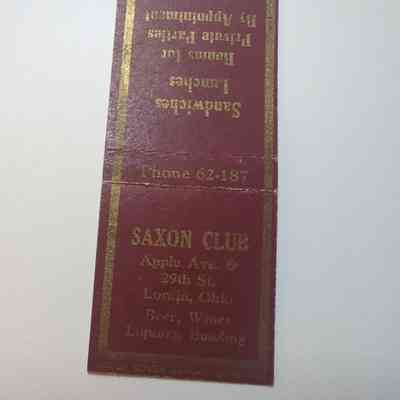 Sandwiches
Lunches
Rooms for
Private Parties
By Appoinment
Phone 62-187
SAXON CLUB
Apple Ave. &
29th St.
Lorain, Ohio
Beer, Wines
Liquors, Bowling